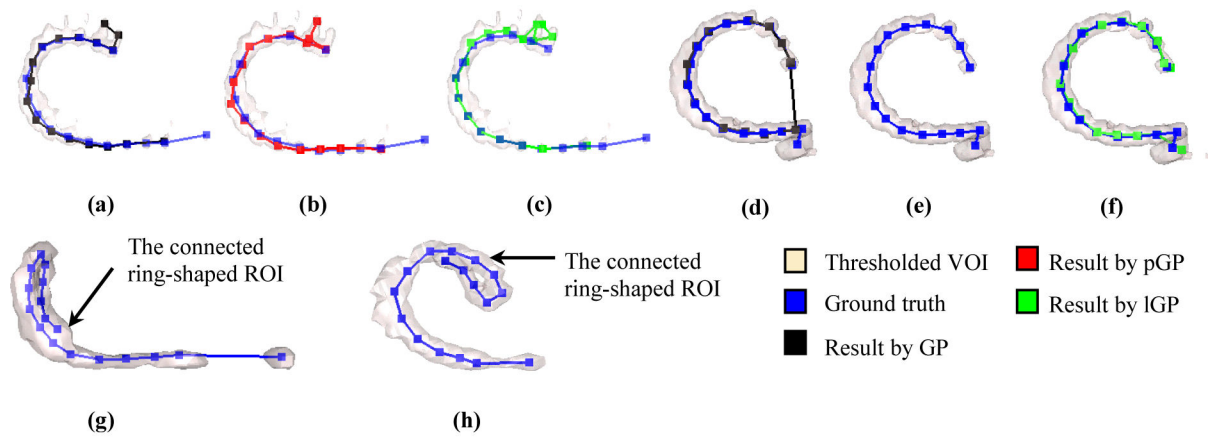 (a)
(b)
(c)
(d)
(e)
(f)
The connected
ring-shaped ROI
The connected
ring-shaped ROI
Thresholded VOI
Ground truth
Result by GP
Result by pGP
Result by lGP
(g)
(h)